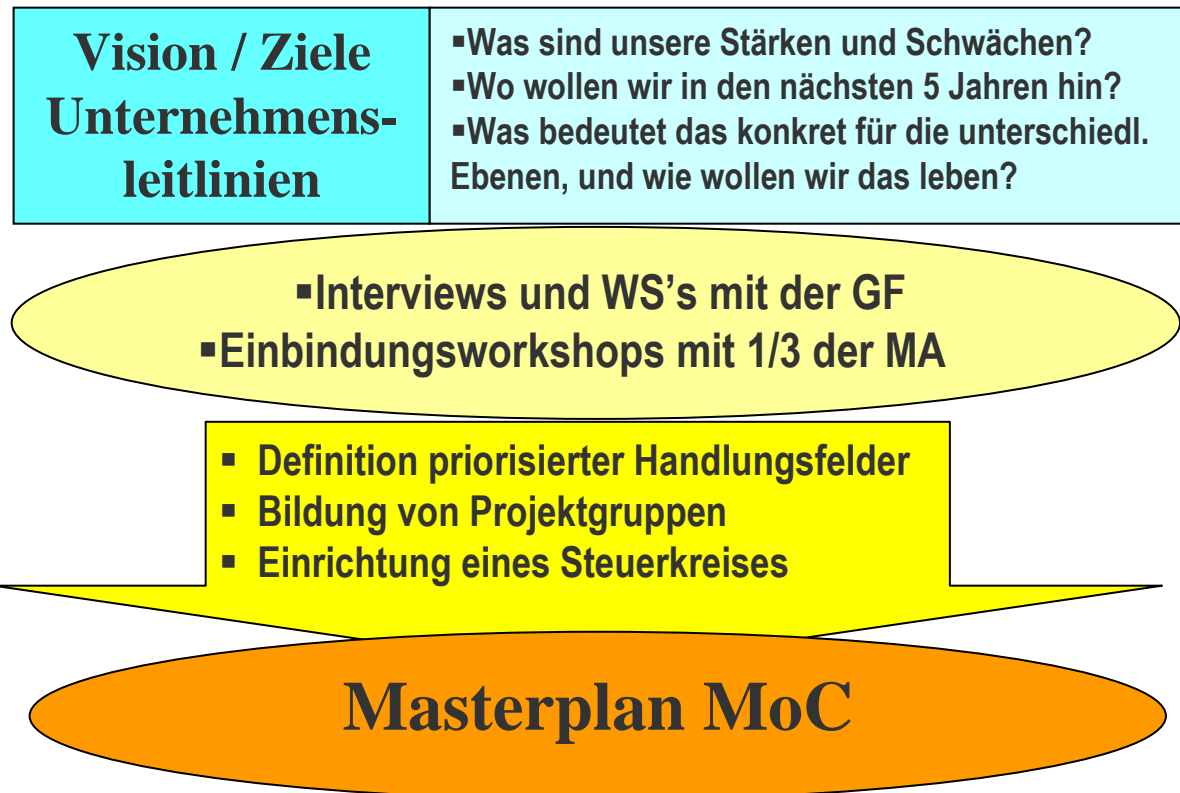 Vision / Ziele
Unternehmens-
leitlinien
▪Was sind unsere Stärken und Schwächen?
▪Wo wollen wir in den nächsten 5 Jahren hin?
▪Was bedeutet das konkret für die unterschiedl.
Ebenen, und wie wollen wir das leben?
▪Interviews und WS’s mit der GF
▪Einbindungsworkshops mit 1/3 der MA
▪ Definition priorisierter Handlungsfelder
▪ Bildung von Projektgruppen
▪ Einrichtung eines Steuerkreises
Masterplan MoC